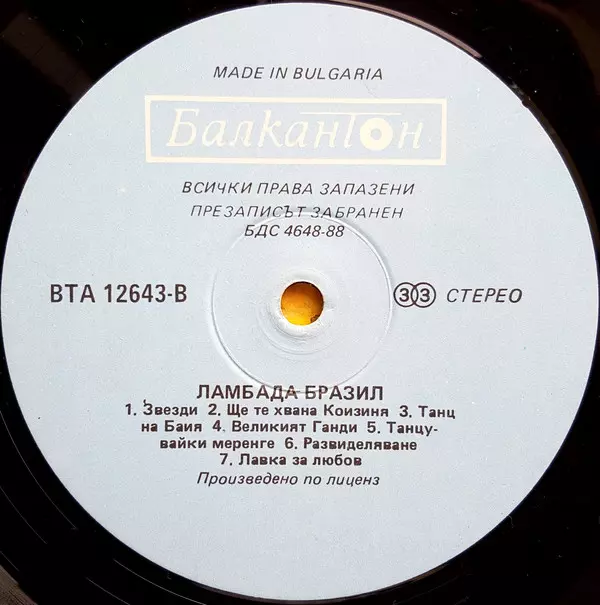 MADE IN BULGARIA
Балкантон
ВСИЧКИ ПРАВА ЗАПАЗЕНИ
ПРЕЗАПИСЪТ ЗАБРАНЕН
БДС 4648-88
ВТА 12643-В
33 СТЕРЕО
ЛАМБАДА БРАЗИЛ
1. Звезди 2. Ще те хвана Коизиня 3. Танц
на Баия 4. Великият Ганди 5. Танцу-
вайки меренге 6. Развиделяване
7. Лавка за любов
Произведено по лиценз